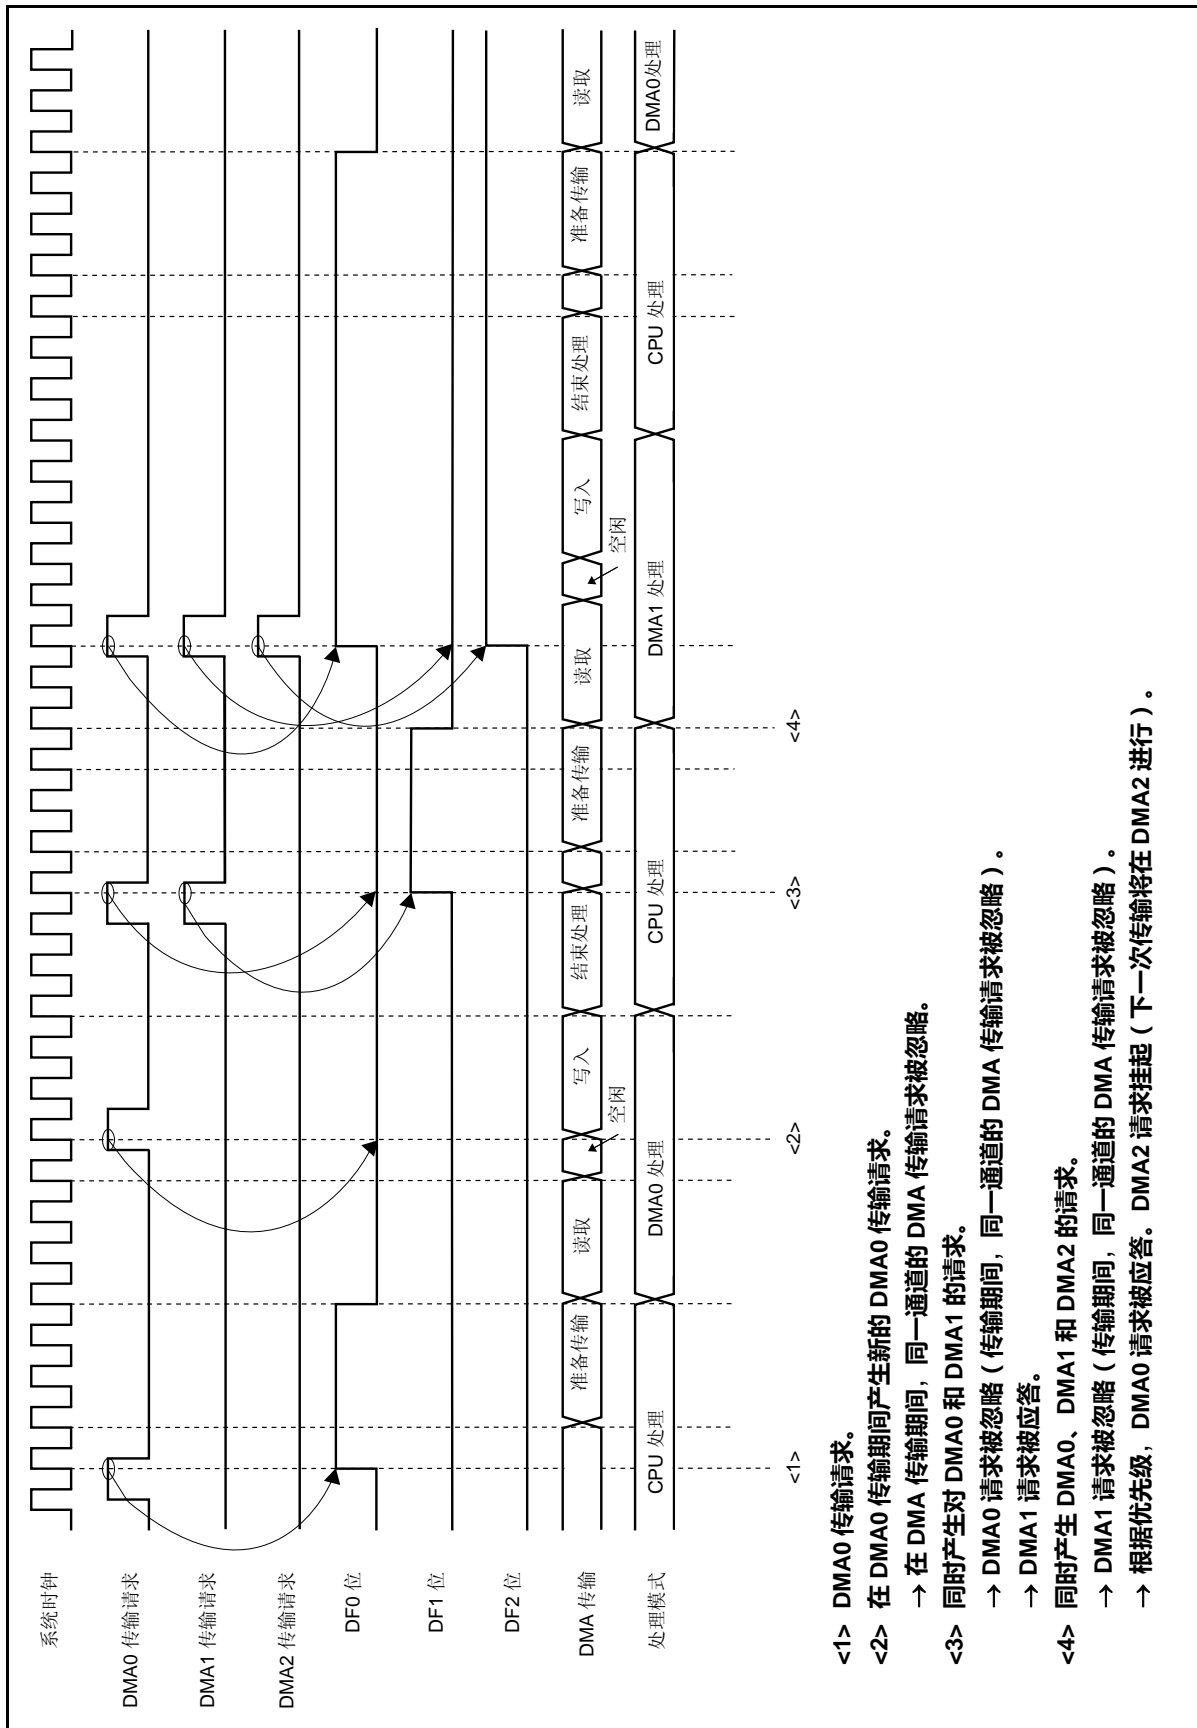 系统时钟
DMA0 传输请求
DMA1 传输请求
DMA2 传输请求
DF0 位
DF1 位
DF2 位
DMA 传输
准备传输
读取
空闲
写入
结束处理
准备传输
读取
空闲
写入
结束处理
准备传输
读取
处理模式
CPU 处理
DMA0 处理
CPU 处理
DMA1 处理
CPU 处理
DMA0处理
<1>
<2>
<3>
<4>
<1> DMA0 传输请求。
<2> 在 DMA0 传输期间产生新的 DMA0 传输请求。
→ 在 DMA 传输期间，同一通道的 DMA 传输请求被忽略。
<3> 同时产生对 DMA0 和 DMA1 的请求。
→ DMA0 请求被忽略（传输期间，同一通道的 DMA 传输请求被忽略）。
→ DMA1 请求被应答。
<4> 同时产生 DMA0、DMA1 和 DMA2 的请求。
→ DMA1 请求被忽略（传输期间，同一通道的 DMA 传输请求被忽略）。
→ 根据优先级，DMA0 请求被应答。DMA2 请求挂起（下一次传输将在 DMA2 进行）。